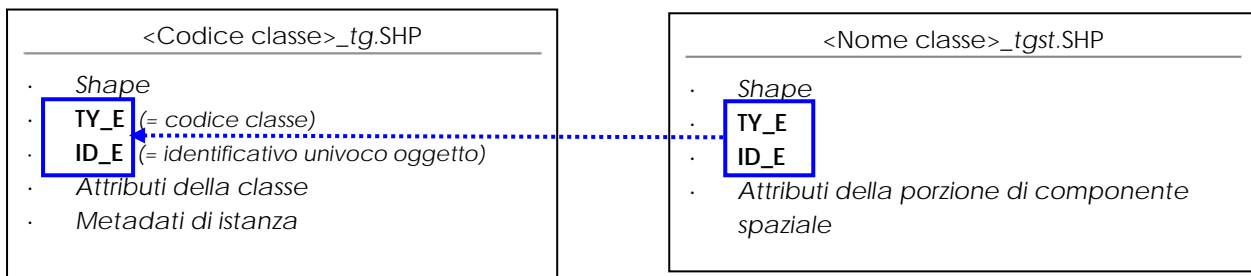 <Codice classe>_tg.SHP
· Shape
· TY_E (= codice classe)
· ID_E (= identificativo univoco oggetto)
· Attributi della classe
· Metadati di istanza
<Nome classe>_tgst.SHP
· Shape
· TY_E
· ID_E
· Attributi della porzione di componente
spaziale